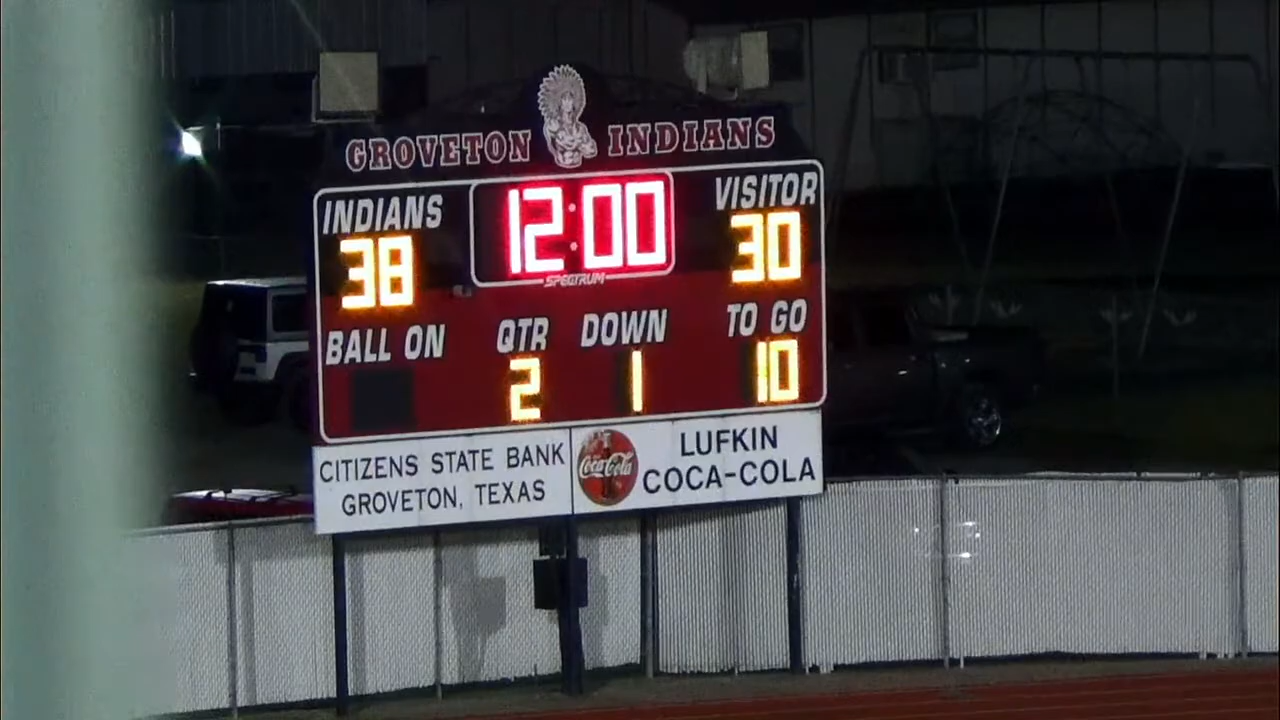 GROVETON INDIANS
INDIANS 12:00 VISITOR
38 30
SPECTRUM
BALL ON QTR DOWN TO GO
2 1 10
CITIZENS STATE BANK
GROVETON, TEXAS
Coca-Cola
LUFKIN
COCA-COLA